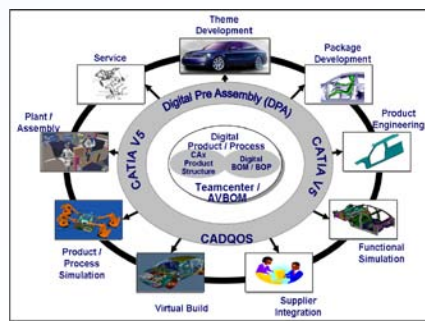 Theme
Development
Service
Package
Development
Digital Pre Assembly (DPA)
Plant /
Assembly
Product
Engineering
CATIA V5
CATIA V5
Digital
Product / Process
CAx
Product
Structure
Digital
BOM / BOP
Teamcenter /
AVBOM
CADQOS
Product /
Process
Simulation
Functional
Simulation
Virtual Build
Supplier
Integration